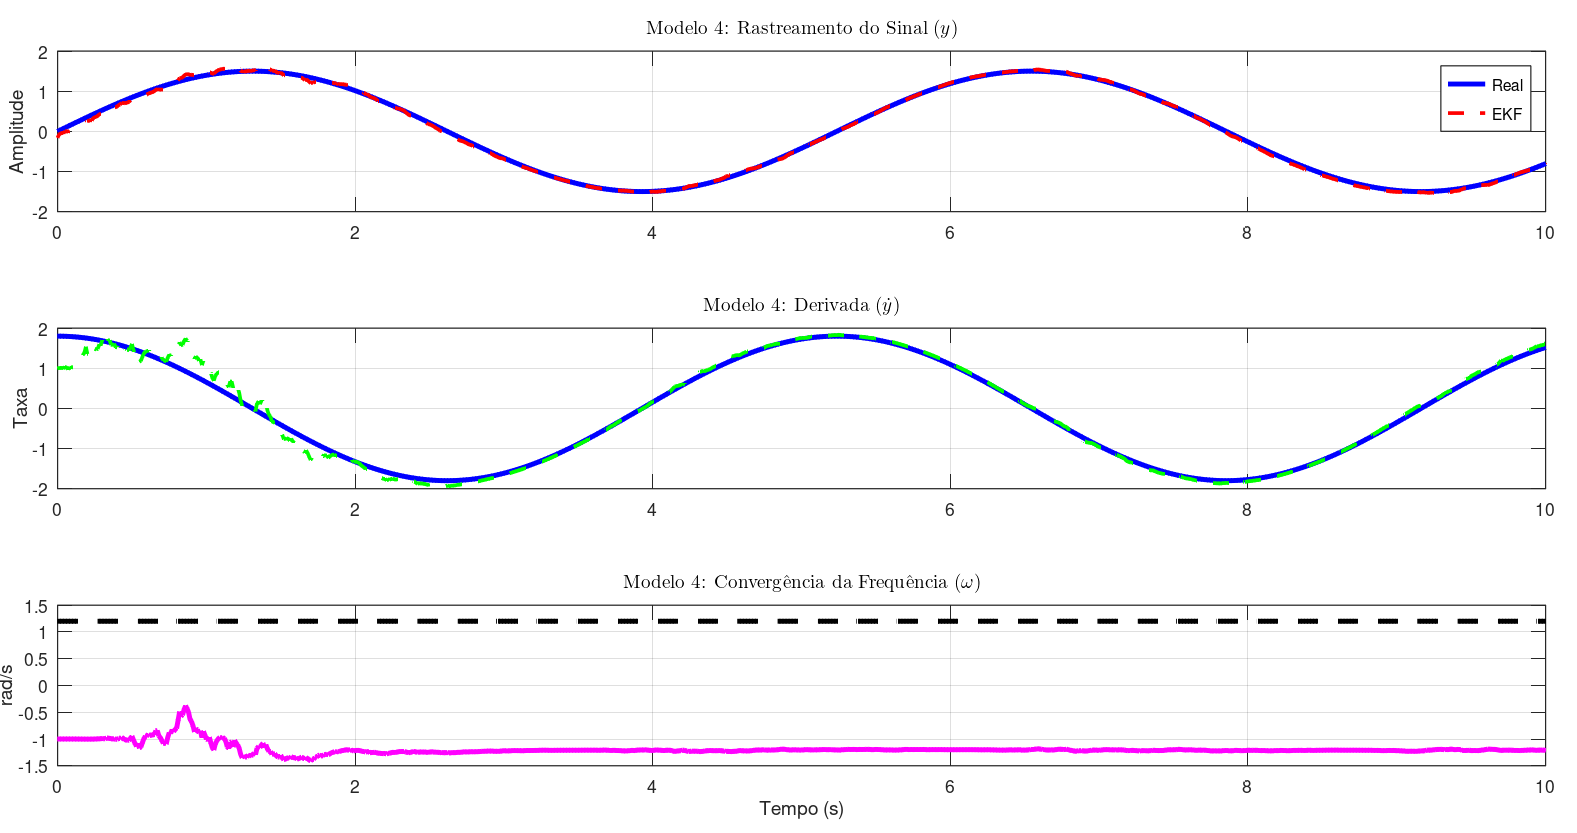 Modelo 4: Rastreamento do Sinal (y)
2
1
0
-1
-2
Amplitude
Real
EKF
0 2 4 6 8 10
Modelo 4: Derivada (ẏ)
2
1
0
-1
-2
Taxa
0 2 4 6 8 10
Modelo 4: Convergência da Frequência (ω)
1.5
1
0.5
0
-0.5
-1
-1.5
rad/s
0 2 4 6 8 10
Tempo (s)